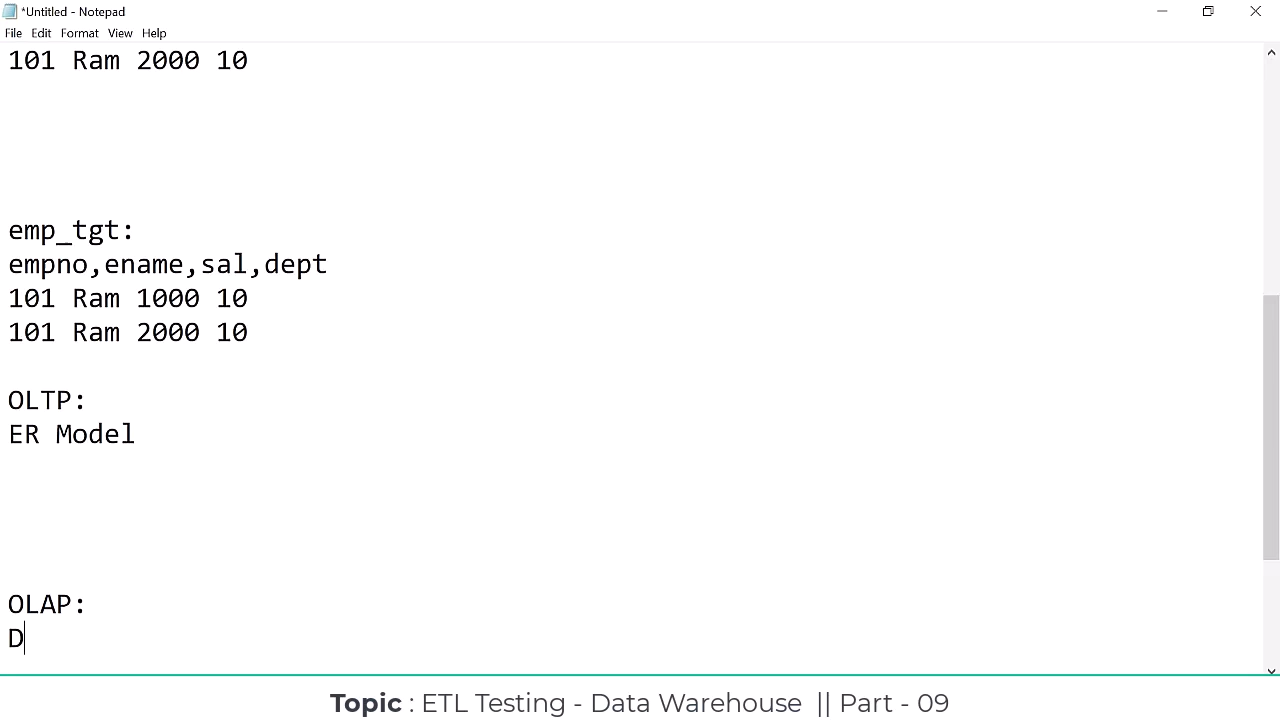 *Untitled - Notepad
File Edit Format View Help
101 Ram 2000 10
emp_tgt:
empno,ename,sal,dept
101 Ram 1000 10
101 Ram 2000 10
OLTP:
ER Model
OLAP:
D
Topic : ETL Testing - Data Warehouse || Part - 09